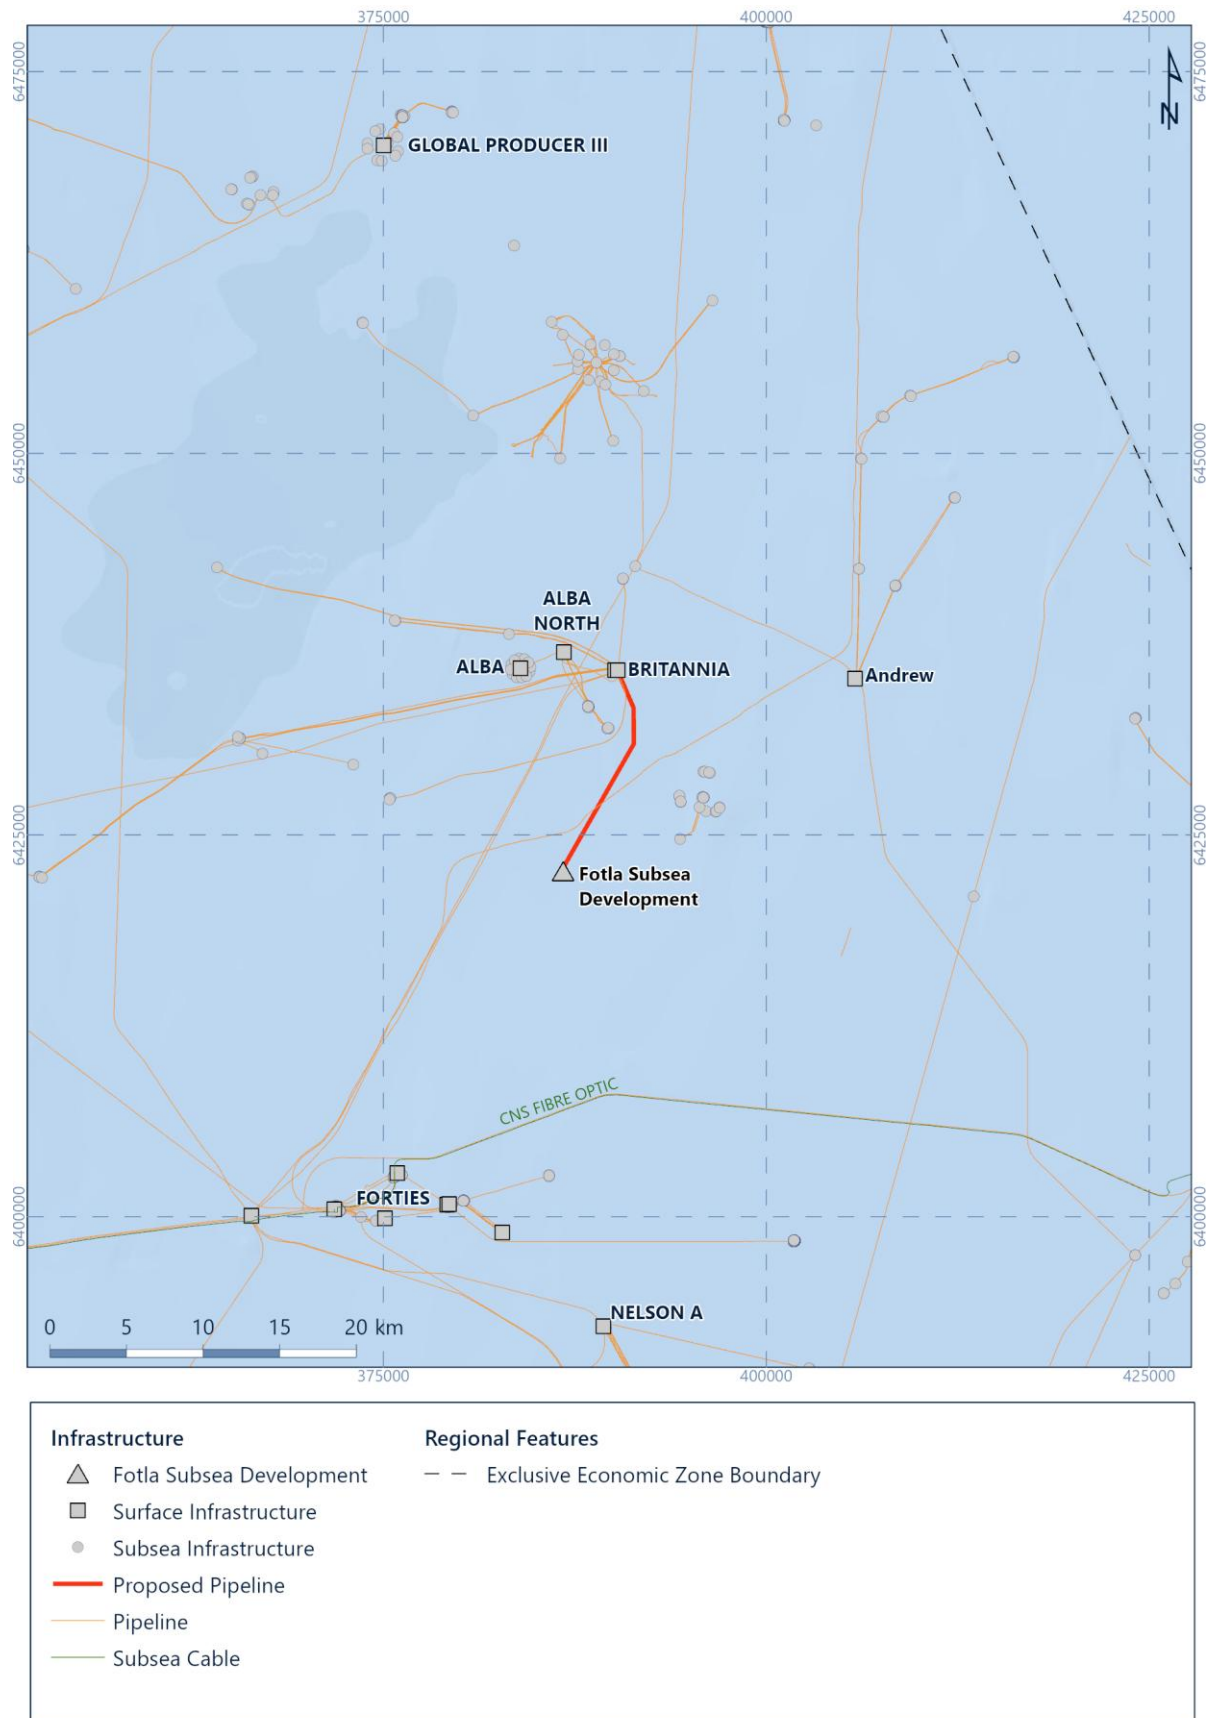 375000
400000
425000
6475000
6475000
N
GLOBAL PRODUCER III
6450000
6450000
ALBA
NORTH
ALBA
BRITANNIA
Andrew
6425000
6425000
Fotla Subsea
Development
CNS FIBRE OPTIC
FORTIES
6400000
6400000
NELSON A
0 5 10 15 20 km
375000
400000
425000
Infrastructure
Fotla Subsea Development
Surface Infrastructure
Subsea Infrastructure
Proposed Pipeline
Pipeline
Subsea Cable
Regional Features
Exclusive Economic Zone Boundary